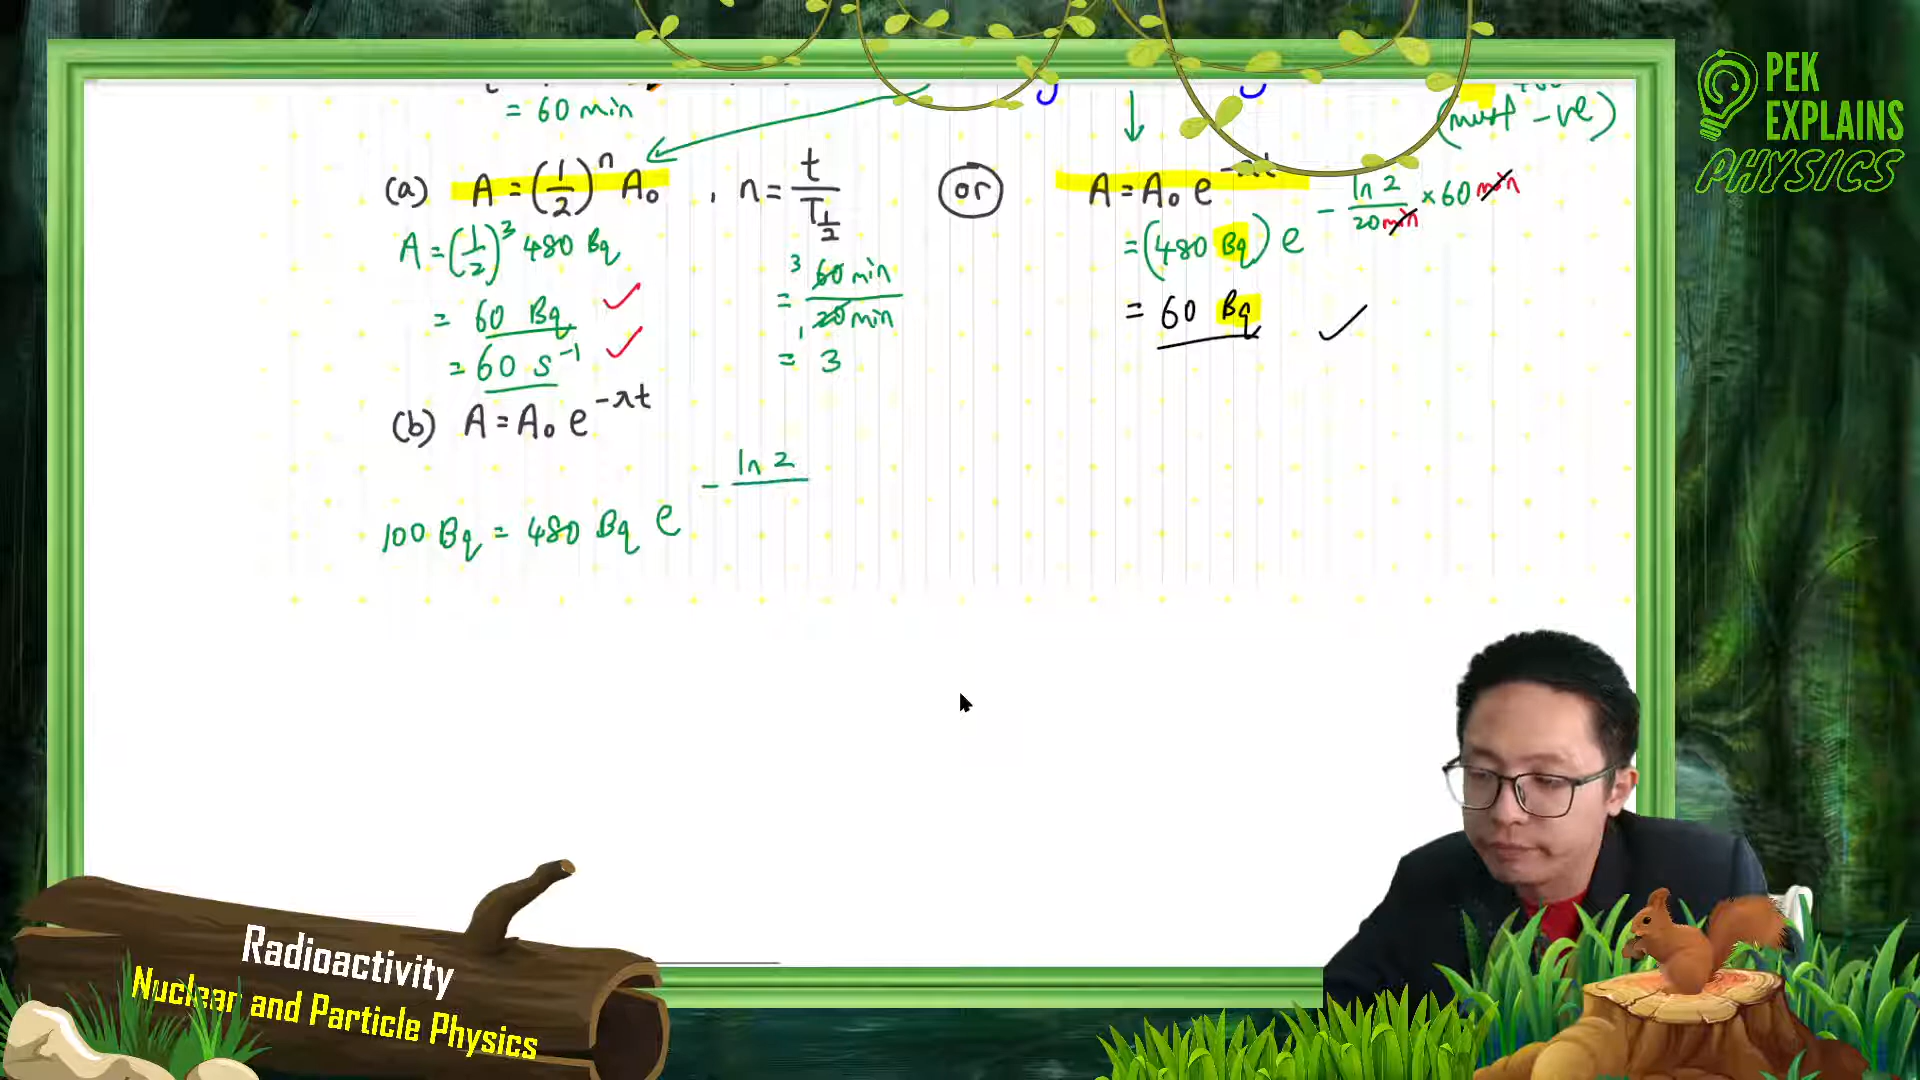 = 60 min
(must -ve)
(a) A = (1/2)^n A₀ , n = t/T½ or A = A₀ e^-λt
A = (1/2)^3 480 Bq = 60 min/20 min = (480 Bq) e^(- ln 2/20 min × 60 min)
3
1
= 60 Bq = 60 Bq
= 60 s⁻¹ = 3
(b) A = A₀ e^-λt
100 Bq = 480 Bq e^(- ln 2/
PEK
EXPLAINS
PHYSICS
Radioactivity
Nuclear and Particle Physics